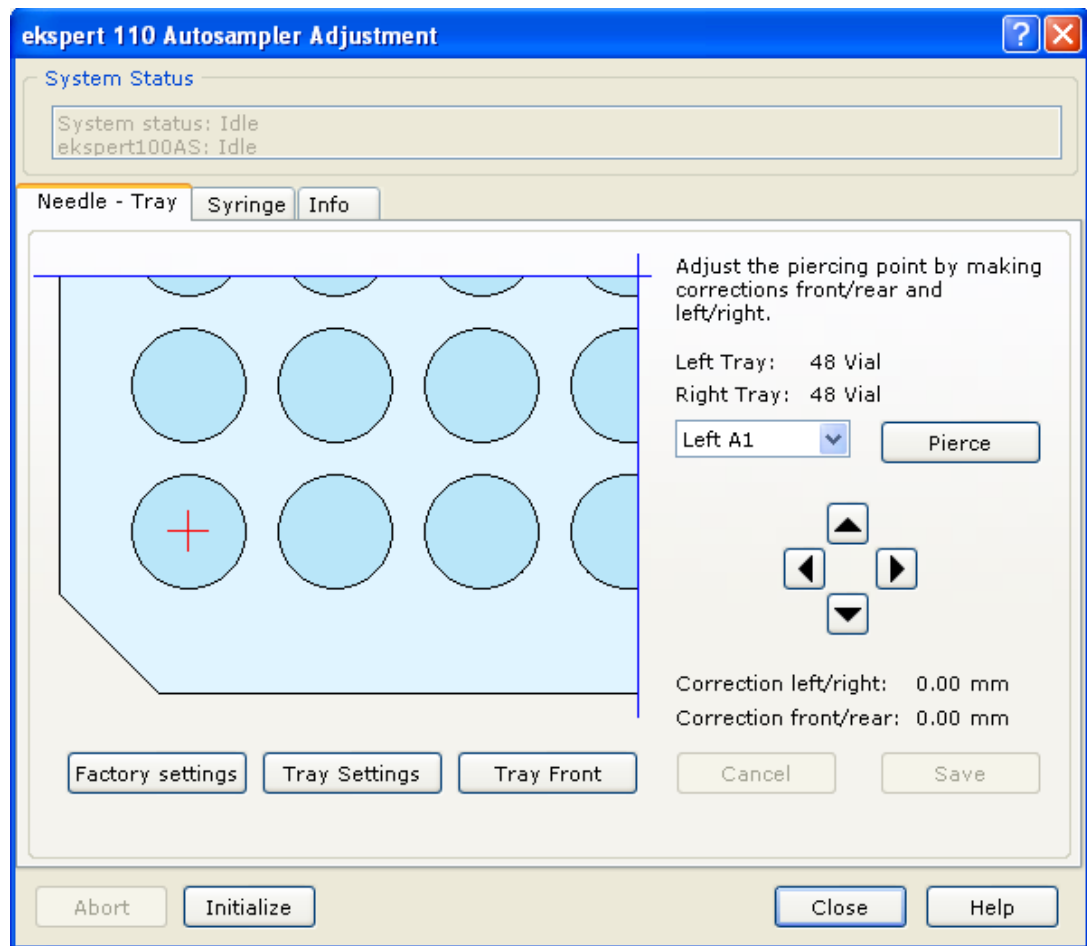 ekspert 110 Autosampler Adjustment
System Status
System status: Idle
ekspert100AS: Idle
Needle - Tray
Syringe
Info
Adjust the piercing point by making
corrections front/rear and
left/right.
Left Tray: 48 Vial
Right Tray: 48 Vial
Left A1
Pierce
Correction left/right: 0.00 mm
Correction front/rear: 0.00 mm
Factory settings
Tray Settings
Tray Front
Cancel
Save
Abort
Initialize
Close
Help